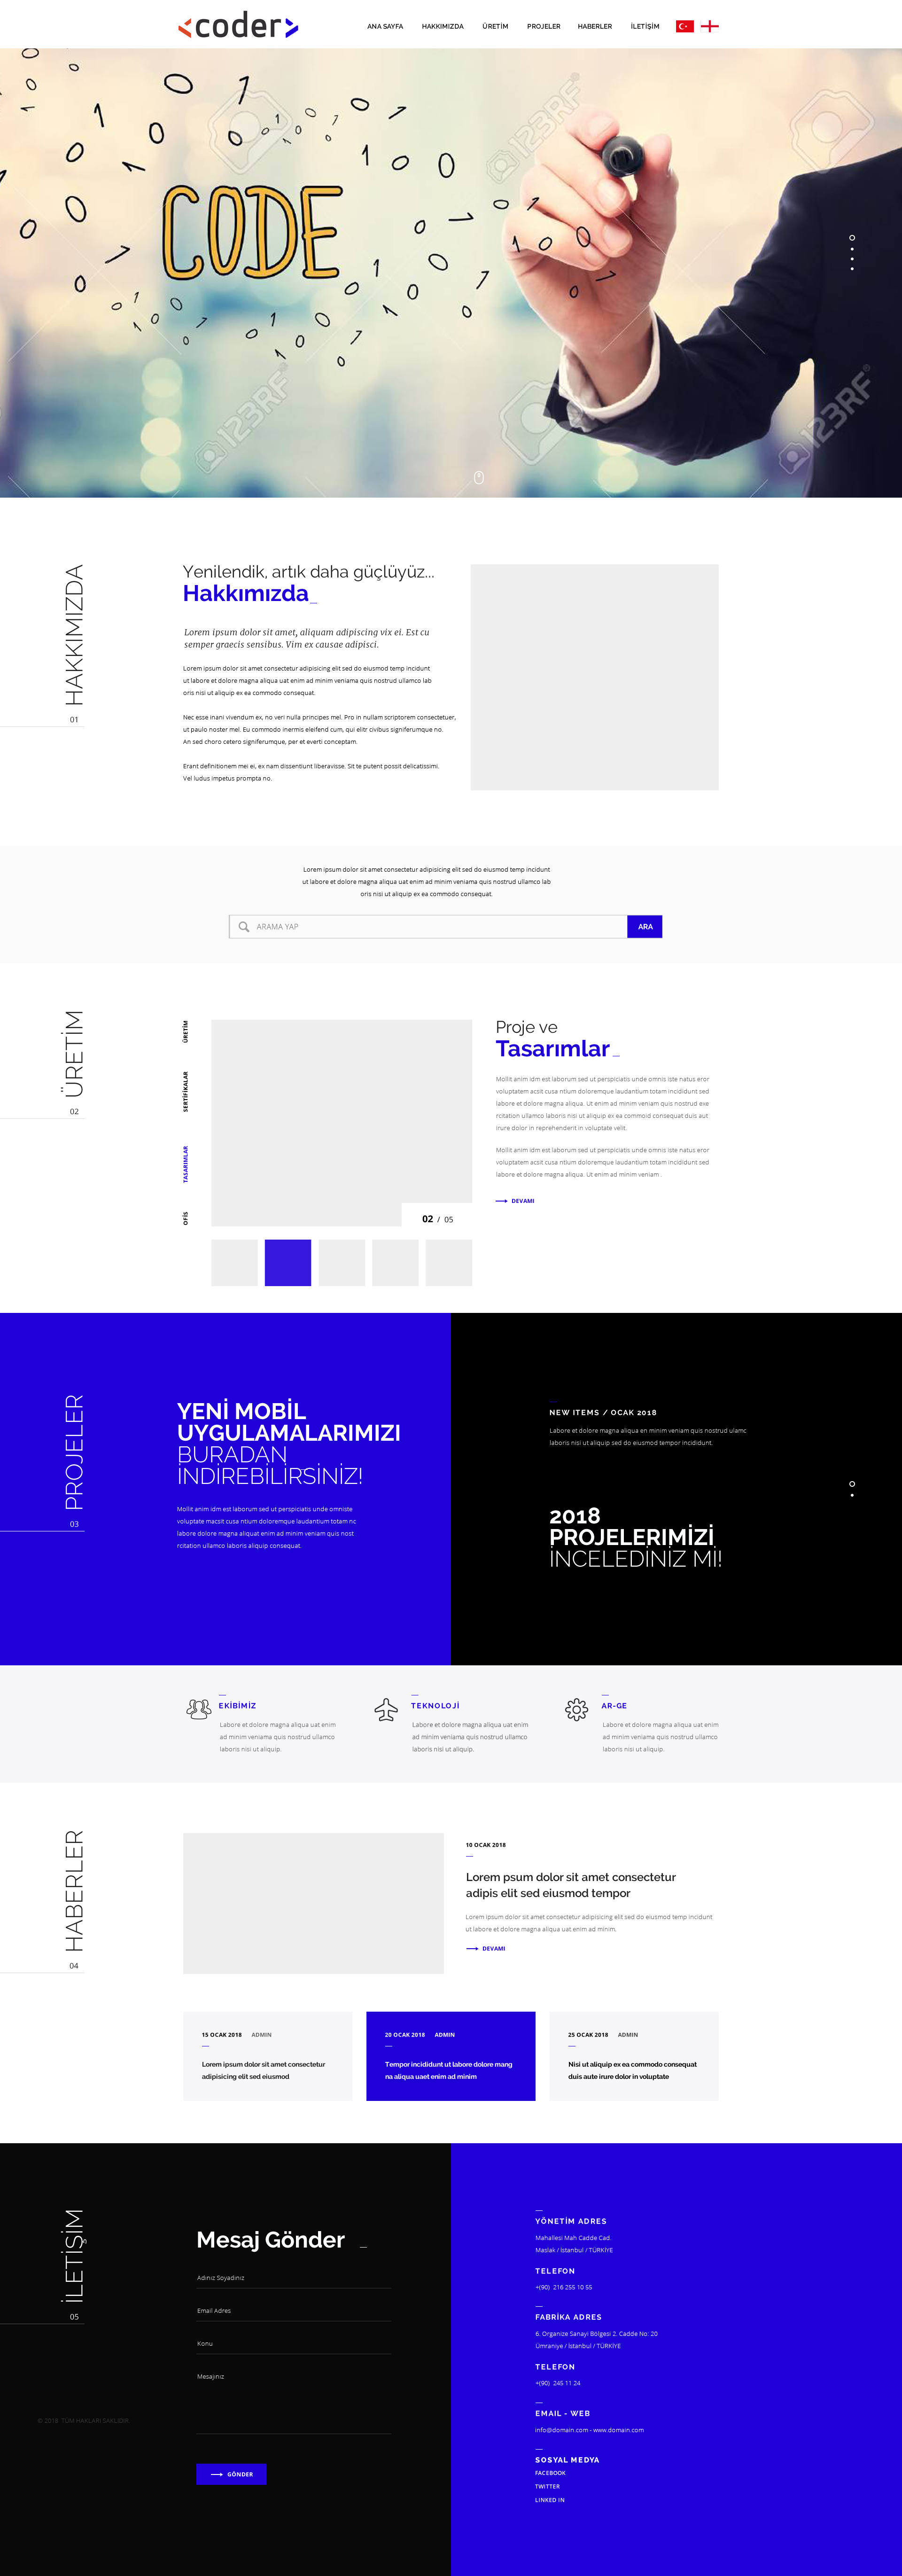 <coder>
ANA SAYFA
HAKKIMIZDA
ÜRETİM
PROJELER
HABERLER
İLETİŞİM
CODE
123RF
123RF
123RF
HAKKIMIZDA
01
Yenilendik, artık daha güçlüyüz...
Hakkımızda_
Lorem ipsum dolor sit amet, aliquam adipiscing vix ei. Est cu
semper graecis sensibus. Vim ex causae adipisci.
Lorem ipsum dolor sit amet consectetur adipisicing elit sed do eiusmod temp incidunt
ut labore et dolore magna aliqua uat enim ad minim veniama quis nostrud ullamco lab
oris nisi ut aliquip ex ea commodo consequat.
Nec esse inani vivendum ex, no veri nulla principes mel. Pro in nullam scriptorem consectetuer,
ut paulo noster mel. Eu commodo inermis eleifend cum, qui elitr civibus signiferumque no.
An sed choro cetero signiferumque, per et everti conceptam.
Erant definitionem mei ei, ex nam dissentiunt liberavisse. Sit te putent possit delicatissimi.
Vel ludus impetus prompta no.
Lorem ipsum dolor sit amet consectetur adipisicing elit sed do eiusmod temp incidunt
ut labore et dolore magna aliqua uat enim ad minim veniama quis nostrud ullamco lab
oris nisi ut aliquip ex ea commodo consequat.
ARAMA YAP
ARA
ÜRETİM
02
ÜRETİM
SERTİFİKALAR
TASARIMLAR
OFİS
02 / 05
Proje ve
Tasarımlar _
Mollit anim idm est laborum sed ut perspiciatis unde omnis iste natus eror
voluptatem acsit cusa ntium doloremque laudantium totam incididunt sed
labore et dolore magna aliqua. Ut enim ad minim veniam quis nostrud exe
rcitation ullamco laboris nisi ut aliquip ex ea commoid consequat duis aut
irure dolor in reprehenderit in voluptate velit.
Mollit anim idm est laborum sed ut perspiciatis unde omnis iste natus eror
voluptatem acsit cusa ntium doloremque laudantium totam incididunt sed
labore et dolore magna aliqua. Ut enim ad minim veniam .
DEVAMI
PROJELER
03
YENİ MOBİL
UYGULAMALARIMIZI
BURADAN
İNDİREBİLİRSİNİZ!
Mollit anim idm est laborum sed ut perspiciatis unde omniste
voluptate macsit cusa ntium doloremque laudantium totam nc
labore dolore magna aliquat enim ad minim veniam quis nost
rcitation ullamco laboris aliquip consequat.
NEW ITEMS / OCAK 2018
Labore et dolore magna aliqua en minim veniam quis nostrud ulamc
laboris nisi ut aliquip sed do eiusmod tempor incididunt.
2018
PROJELERIMİZİ
İNCELEDİNİZ Mİ!
EKİBİMİZ
Labore et dolore magna aliqua uat enim
ad minim veniama quis nostrud ullamco
laboris nisi ut aliquip.
TEKNOLOJİ
Labore et dolore magna aliqua uat enim
ad minim veniama quis nostrud ullamco
laboris nisi ut aliquip.
AR-GE
Labore et dolore magna aliqua uat enim
ad minim veniama quis nostrud ullamco
laboris nisi ut aliquip.
HABERLER
04
10 OCAK 2018
Lorem psum dolor sit amet consectetur
adipis elit sed eiusmod tempor
Lorem ipsum dolor sit amet consectetur adipisicing elit sed do eiusmod temp incidunt
ut labore et dolore magna aliqua uat enim ad minim.
DEVAMI
15 OCAK 2018 ADMIN
Lorem ipsum dolor sit amet consectetur
adipisicing elit sed eiusmod
20 OCAK 2018 ADMIN
Tempor incididunt ut labore dolore mang
na aliqua uaet enim ad minim
25 OCAK 2018 ADMIN
Nisi ut aliquip ex ea commodo consequat
duis aute irure dolor in voluptate
İLETİŞİM
05
Mesaj Gönder _
Adınız Soyadınız
Email Adres
Konu
Mesajınız
GÖNDER
© 2018 TÜM HAKLARI SAKLIDIR.
YÖNETİM ADRES
Mahallesi Mah Cadde Cad.
Maslak / İstanbul / TÜRKİYE
TELEFON
+(90) 216 255 10 55
FABRİKA ADRES
6. Organize Sanayi Bölgesi 2. Cadde No: 20
Ümraniye / İstanbul / TÜRKİYE
TELEFON
+(90) 245 11 24
EMAIL - WEB
info@domain.com - www.domain.com
SOSYAL MEDYA
FACEBOOK
TWITTER
LINKED IN